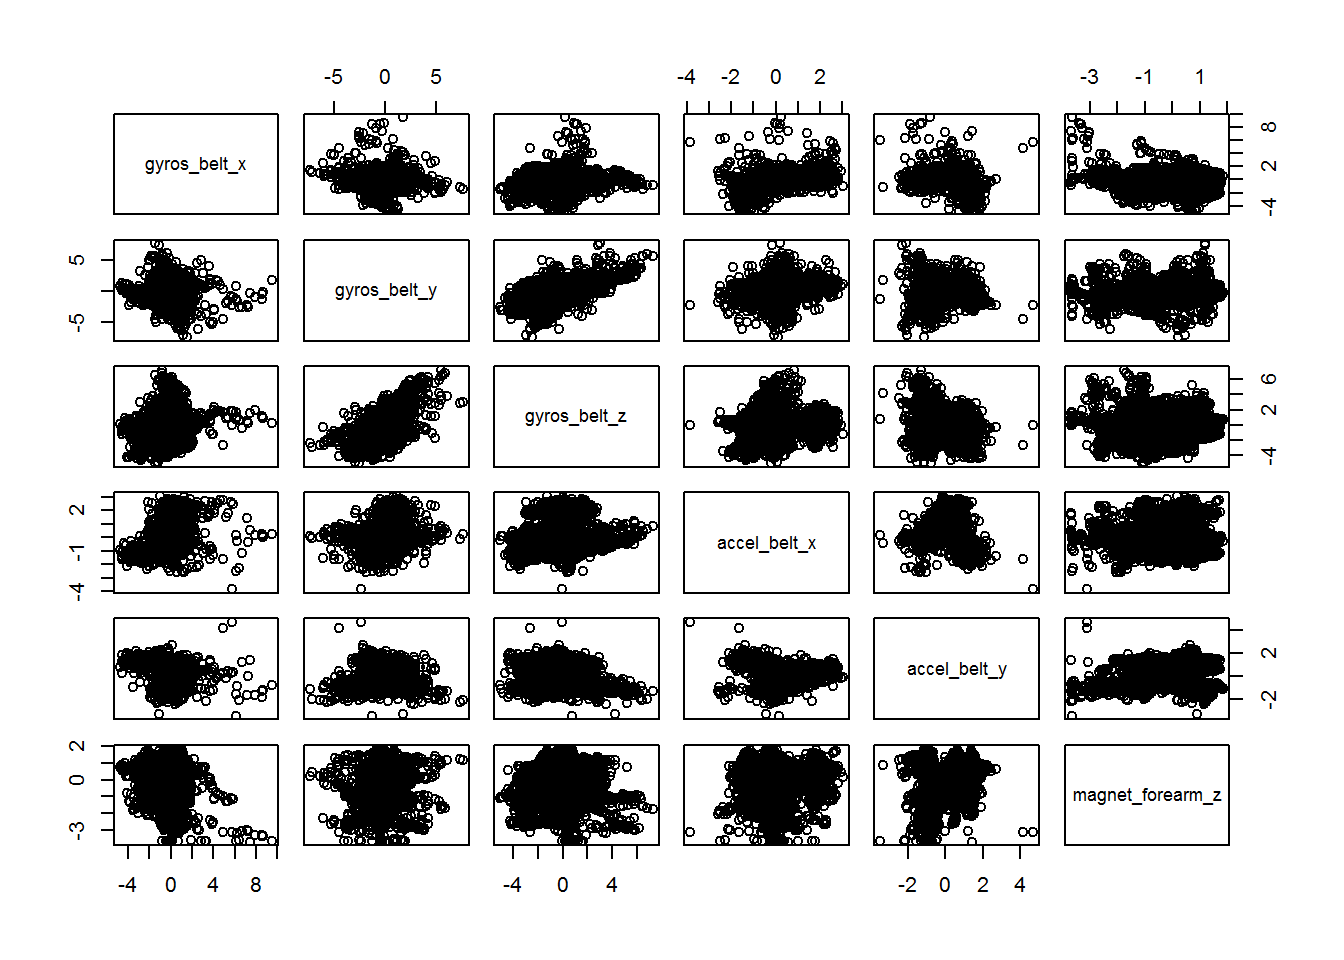 -5 0 5 -4 -2 0 2 -3 -1 1
gyros_belt_x 8 2 -4
5 -5 gyros_belt_y
gyros_belt_z 6 2 -4
2 -1 -4 accel_belt_x
accel_belt_y 2 -2
2 0 -3 magnet_forearm_z
-4 0 4 8 -4 0 4 -2 0 2 4